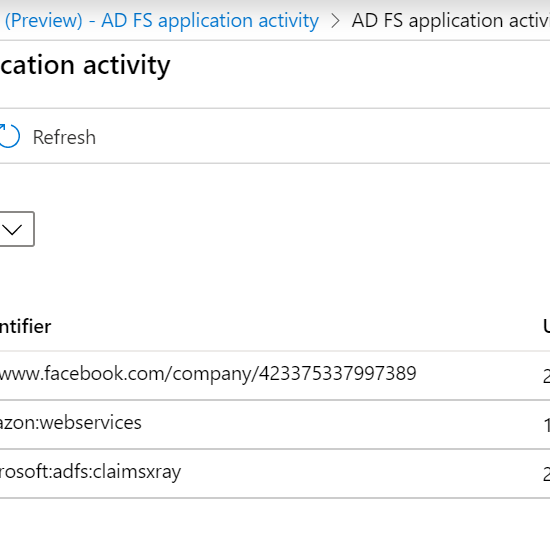 (Preview) - AD FS application activity > AD FS application activi
cation activity
Refresh
ntifier U
www.facebook.com/company/423375337997389 2
azon:webservices 1
rosoft:adfs:claimsxray 2